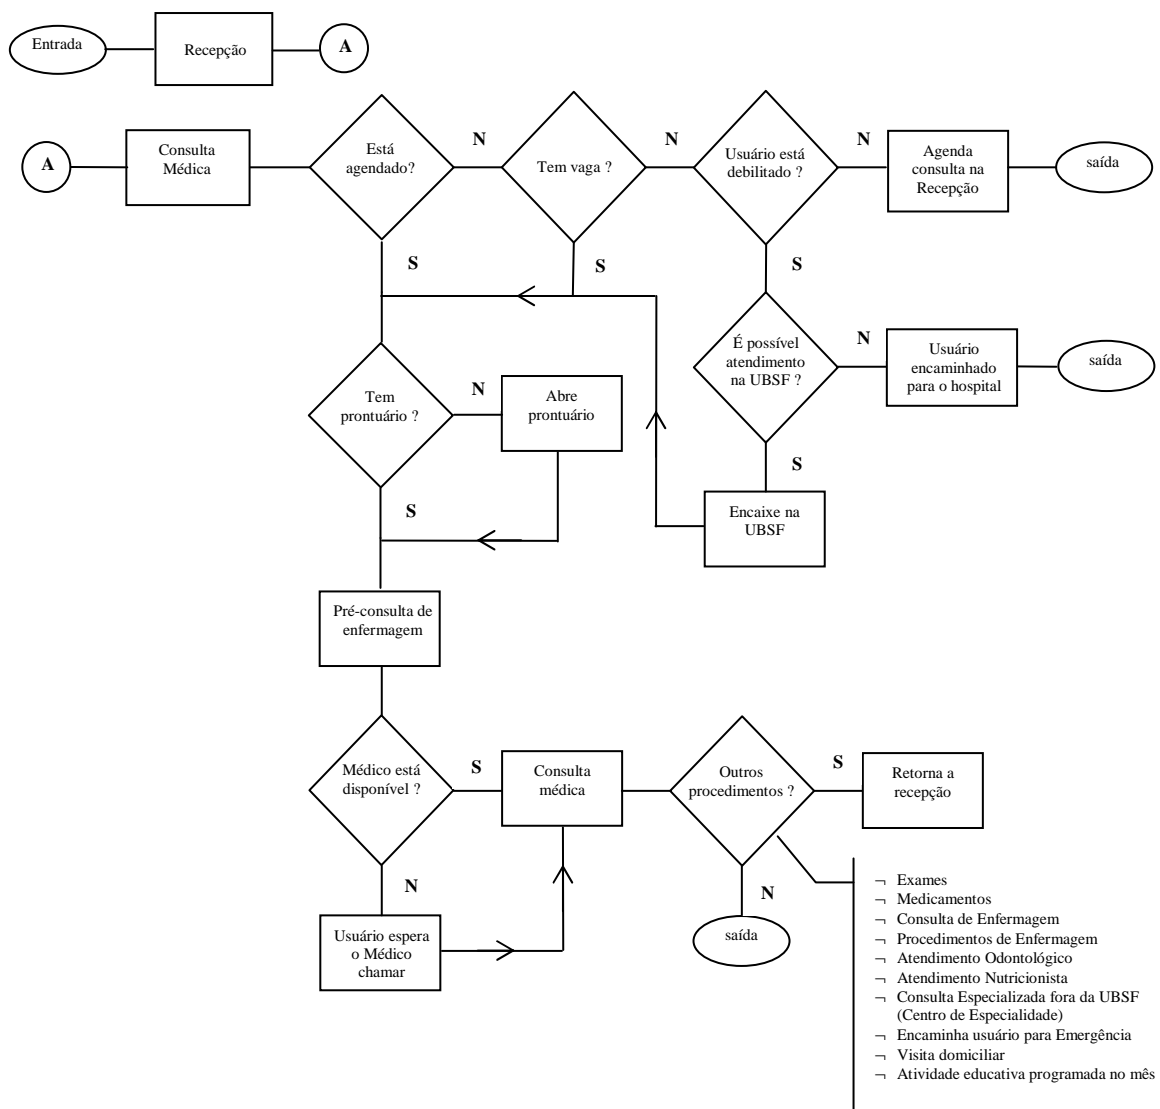 Entrada
Recepção
A
A
Consulta
Médica
Está
agendado?
N
Tem vaga ?
N
Usuário está
debilitado ?
N
Agenda
consulta na
Recepção
saída
S
S
S
É possível
atendimento
na UBSF ?
N
Usuário
encaminhado
para o hospital
saída
Tem
prontuário ?
N
Abre
prontuário
S
S
Encaixe na
UBSF
Pré-consulta de
enfermagem
Médico está
disponível ?
S
Consulta
médica
Outros
procedimentos ?
S
Retorna a
recepção
N
N
Usuário espera
o Médico
chamar
saída
¬ Exames
¬ Medicamentos
¬ Consulta de Enfermagem
¬ Procedimentos de Enfermagem
¬ Atendimento Odontológico
¬ Atendimento Nutricionista
¬ Consulta Especializada fora da UBSF
(Centro de Especialidade)
¬ Encaminha usuário para Emergência
¬ Visita domiciliar
¬ Atividade educativa programada no mês